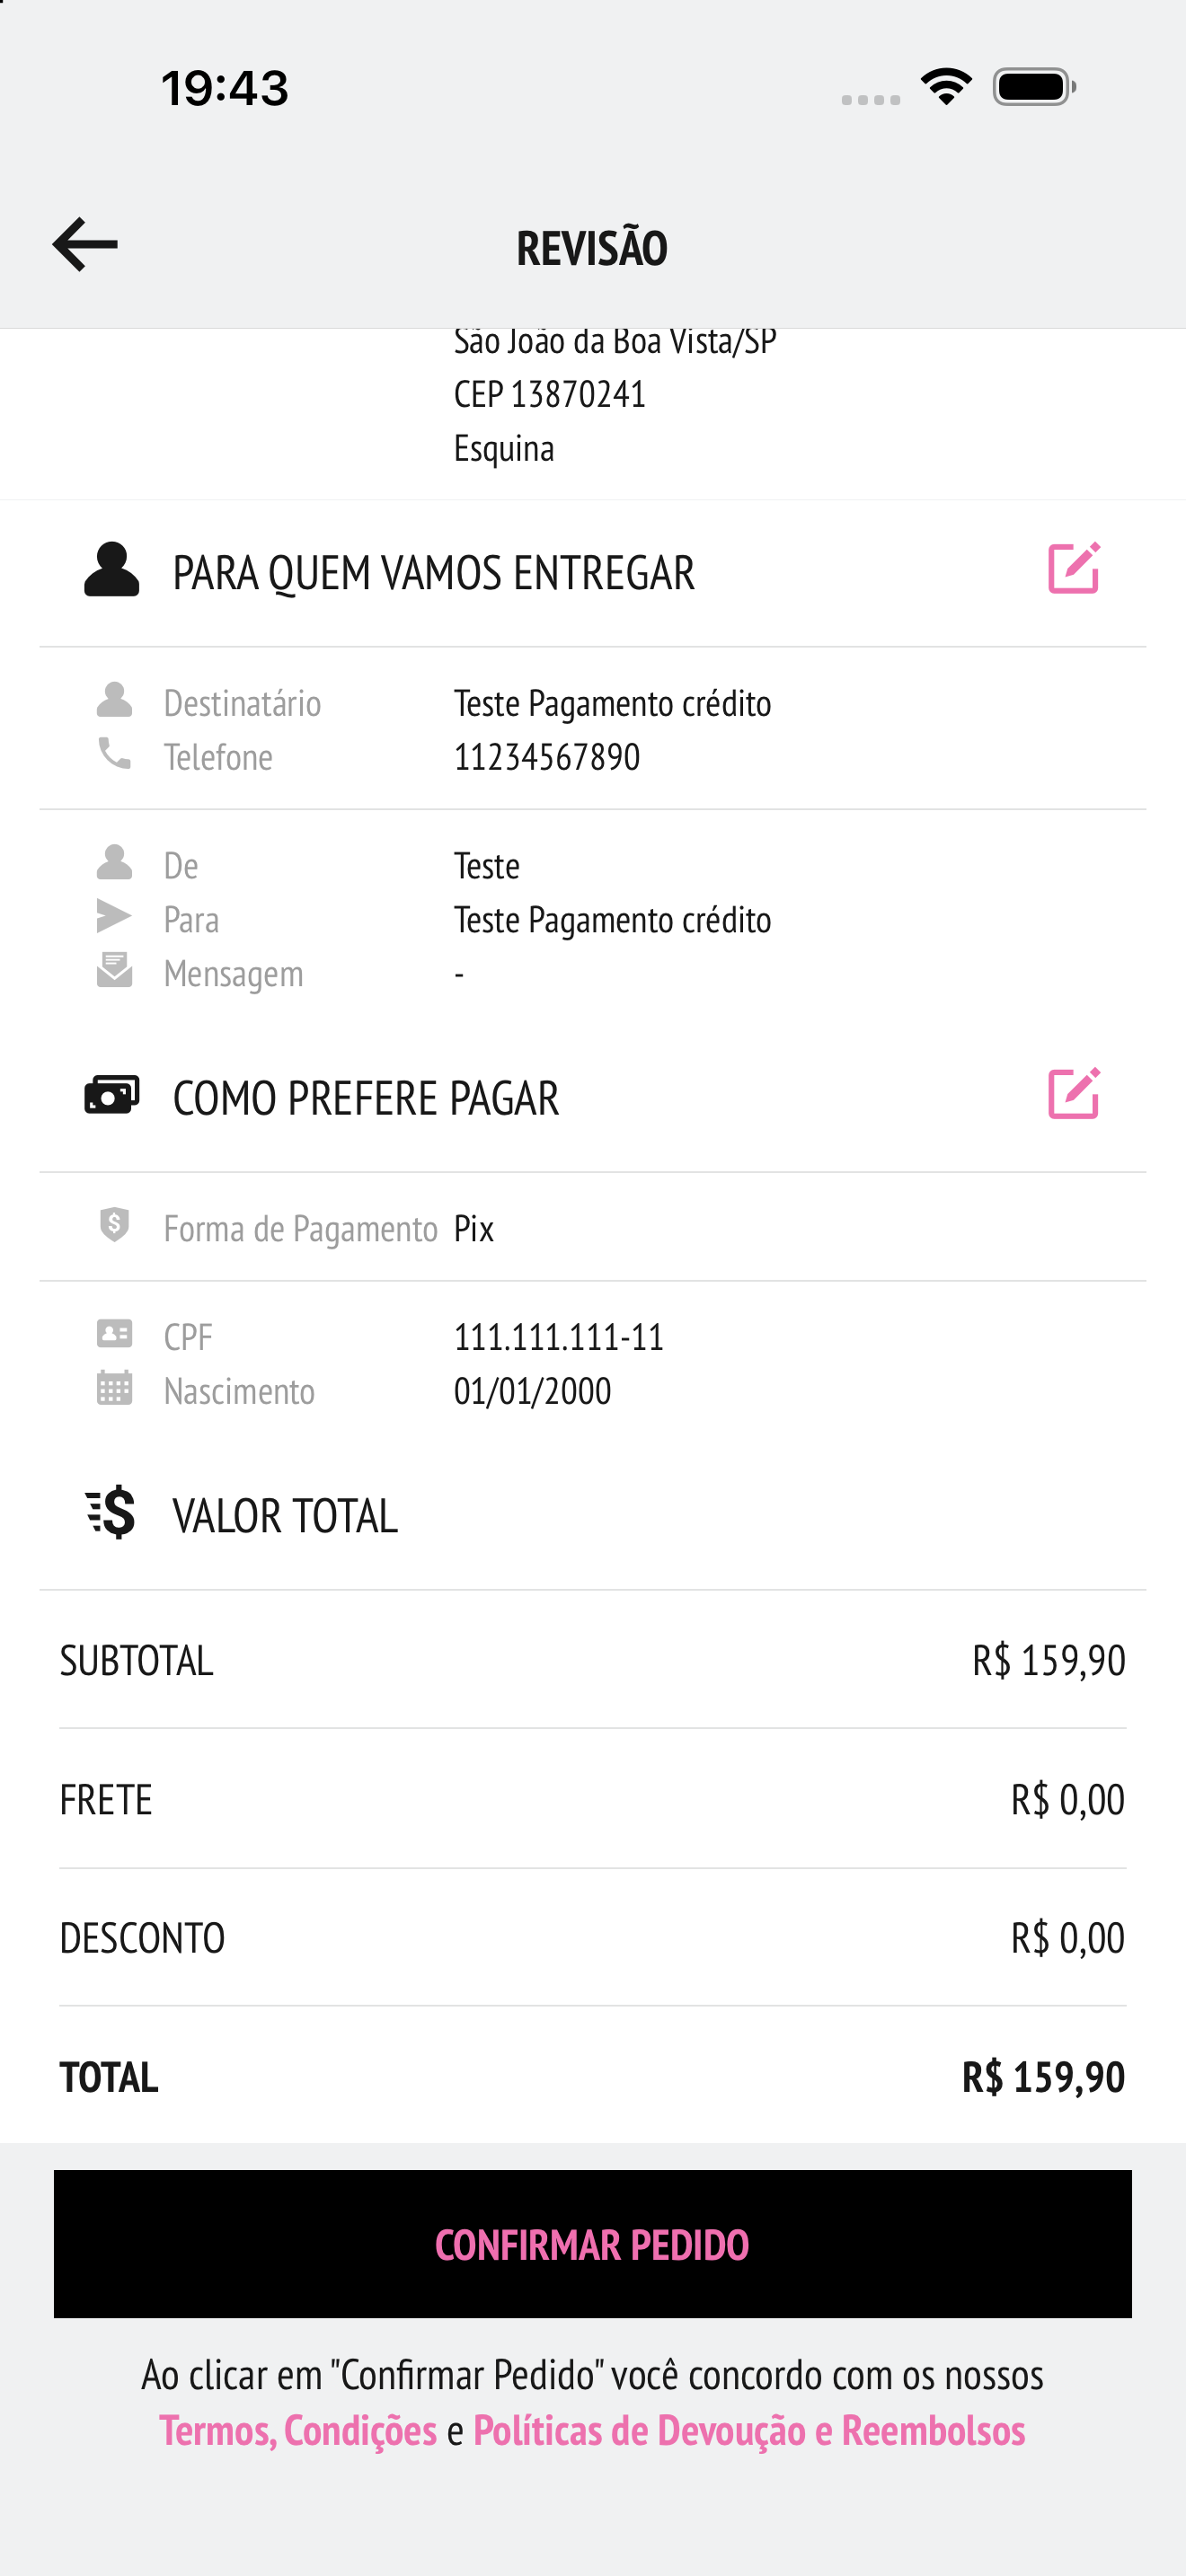 19:43
REVISÃO
São João da Boa Vista/SP
CEP 13870241
Esquina
PARA QUEM VAMOS ENTREGAR
Destinatário Teste Pagamento crédito
Telefone 11234567890
De Teste
Para Teste Pagamento crédito
Mensagem -
COMO PREFERE PAGAR
Forma de Pagamento Pix
CPF 111.111.111-11
Nascimento 01/01/2000
VALOR TOTAL
SUBTOTAL R$ 159,90
FRETE R$ 0,00
DESCONTO R$ 0,00
TOTAL R$ 159,90
CONFIRMAR PEDIDO
Ao clicar em "Confirmar Pedido" você concordo com os nossos
Termos, Condições e Políticas de Devoução e Reembolsos